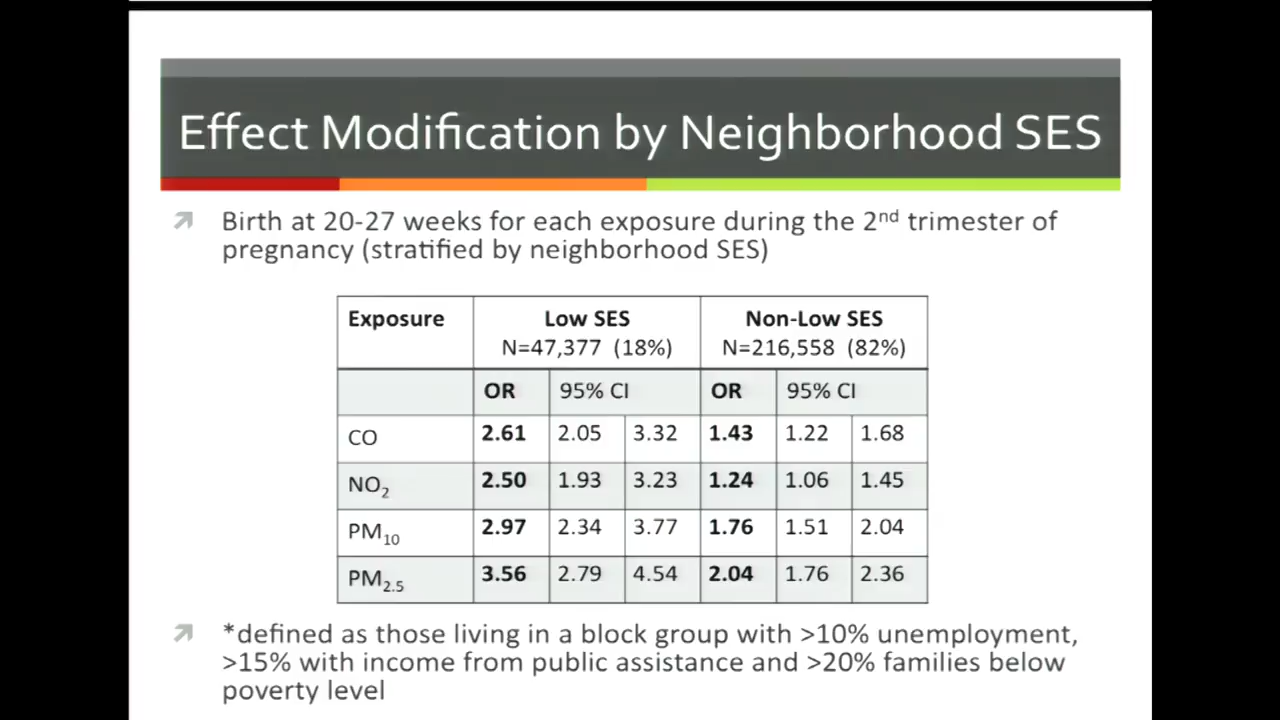 Effect Modification by Neighborhood SES
Birth at 20-27 weeks for each exposure during the 2nd trimester of
pregnancy (stratified by neighborhood SES)
Exposure Low SES Non-Low SES
N=47,377 (18%) N=216,558 (82%)
OR 95% CI OR 95% CI
CO 2.61 2.05 3.32 1.43 1.22 1.68
NO2 2.50 1.93 3.23 1.24 1.06 1.45
PM10 2.97 2.34 3.77 1.76 1.51 2.04
PM2.5 3.56 2.79 4.54 2.04 1.76 2.36
*defined as those living in a block group with >10% unemployment,
>15% with income from public assistance and >20% families below
poverty level